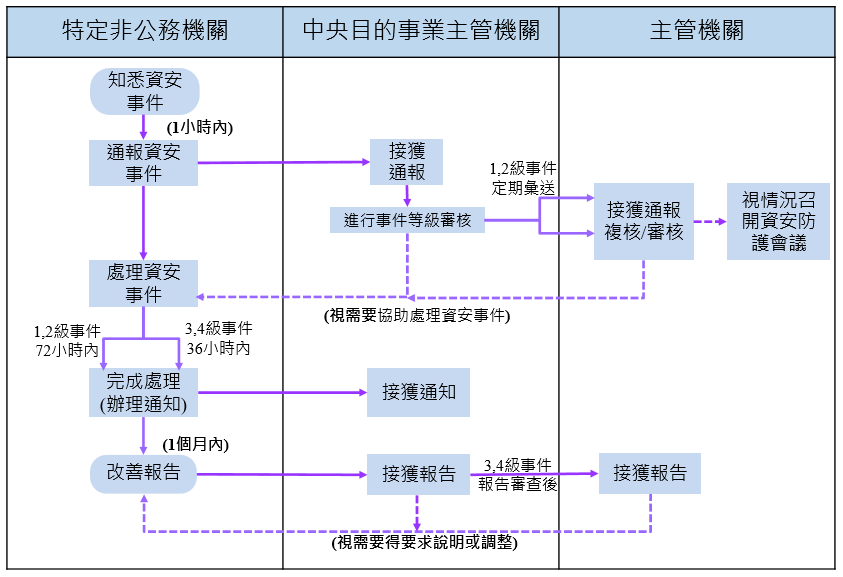 特定非公務機關
中央目的事業主管機關
主管機關
知悉資安
事件
(1小時內)
通報資安
事件
接獲
通報
1,2級事件
定期彙送
進行事件等級審核
接獲通報
複核/審核
視情況召
開資安防
護會議
處理資安
事件
(視需要協助處理資安事件)
1,2級事件
72小時內
3,4級事件
36小時內
完成處理
(辦理通知)
接獲通知
(1個月內)
改善報告
接獲報告
3,4級事件
報告審查後
接獲報告
(視需要得要求說明或調整)